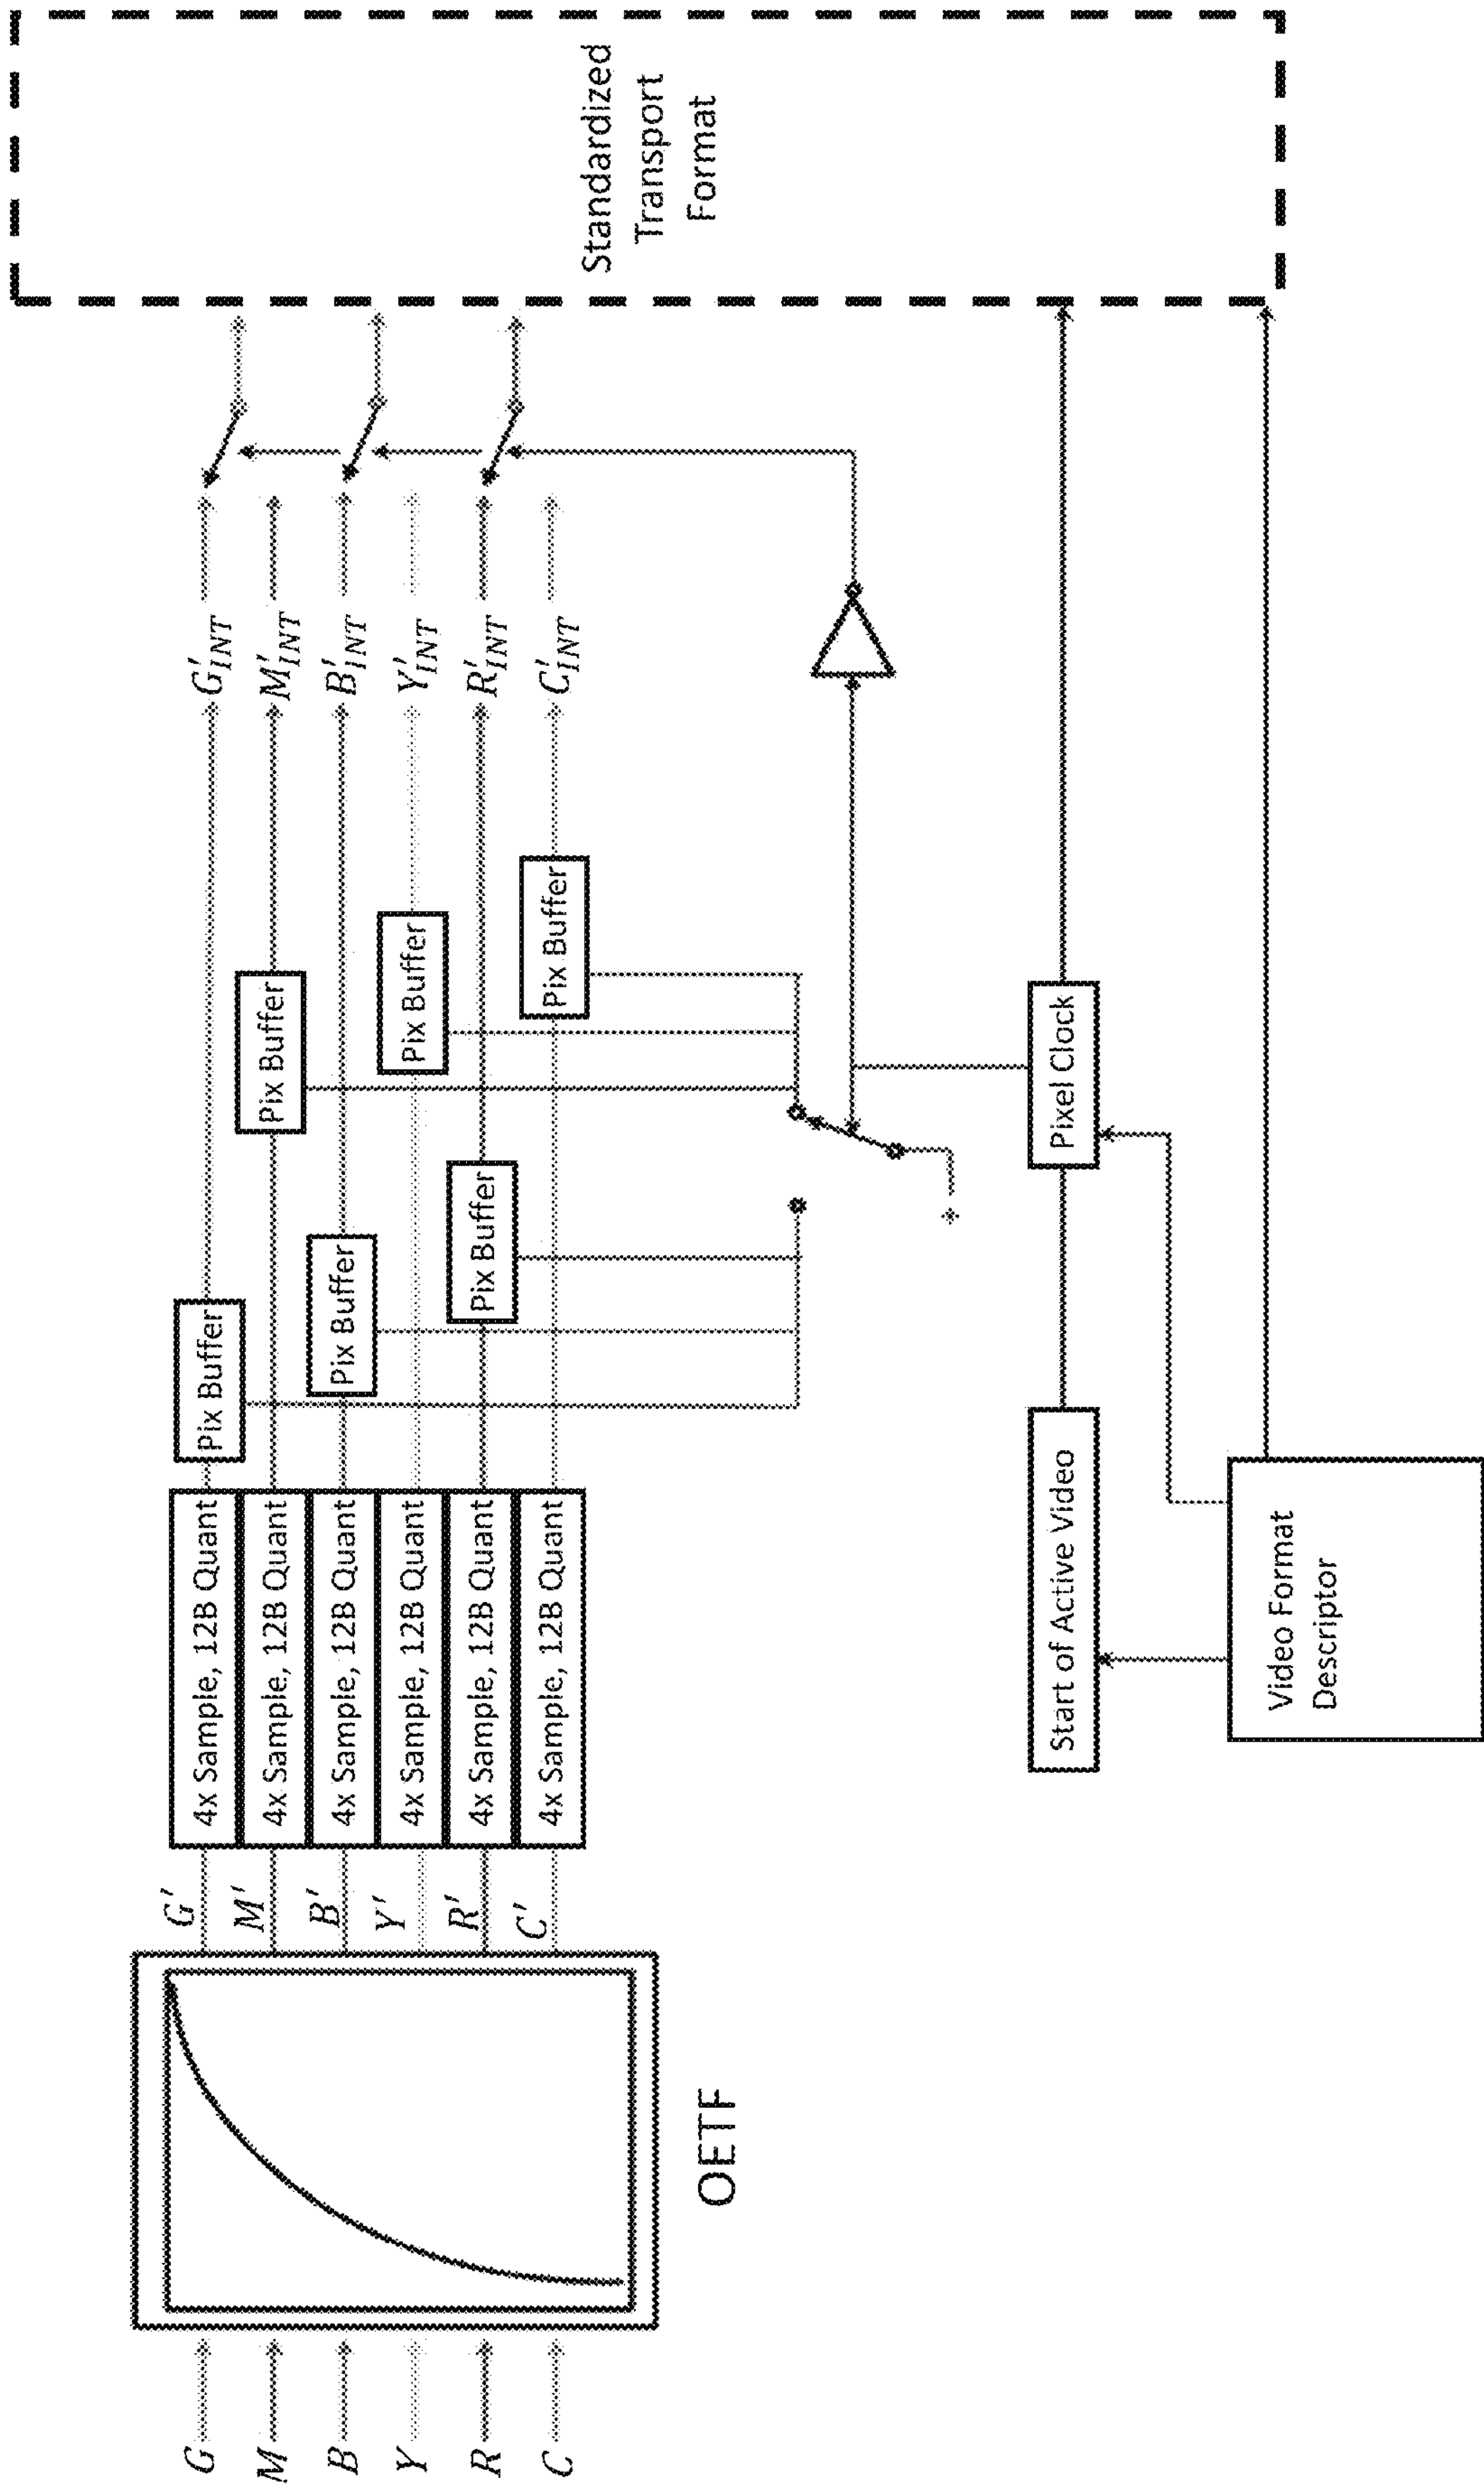 G
M
B
Y
R
C
OETF
G'
M'
B'
Y'
R'
C'
4x Sample, 12B Quant
4x Sample, 12B Quant
4x Sample, 12B Quant
4x Sample, 12B Quant
4x Sample, 12B Quant
4x Sample, 12B Quant
Pix Buffer
Pix Buffer
Pix Buffer
Pix Buffer
Pix Buffer
Pix Buffer
G'INT
M'INT
B'INT
Y'INT
R'INT
C'INT
Standardized
Transport
Format
Start of Active Video
Pixel Clock
Video Format
Descriptor